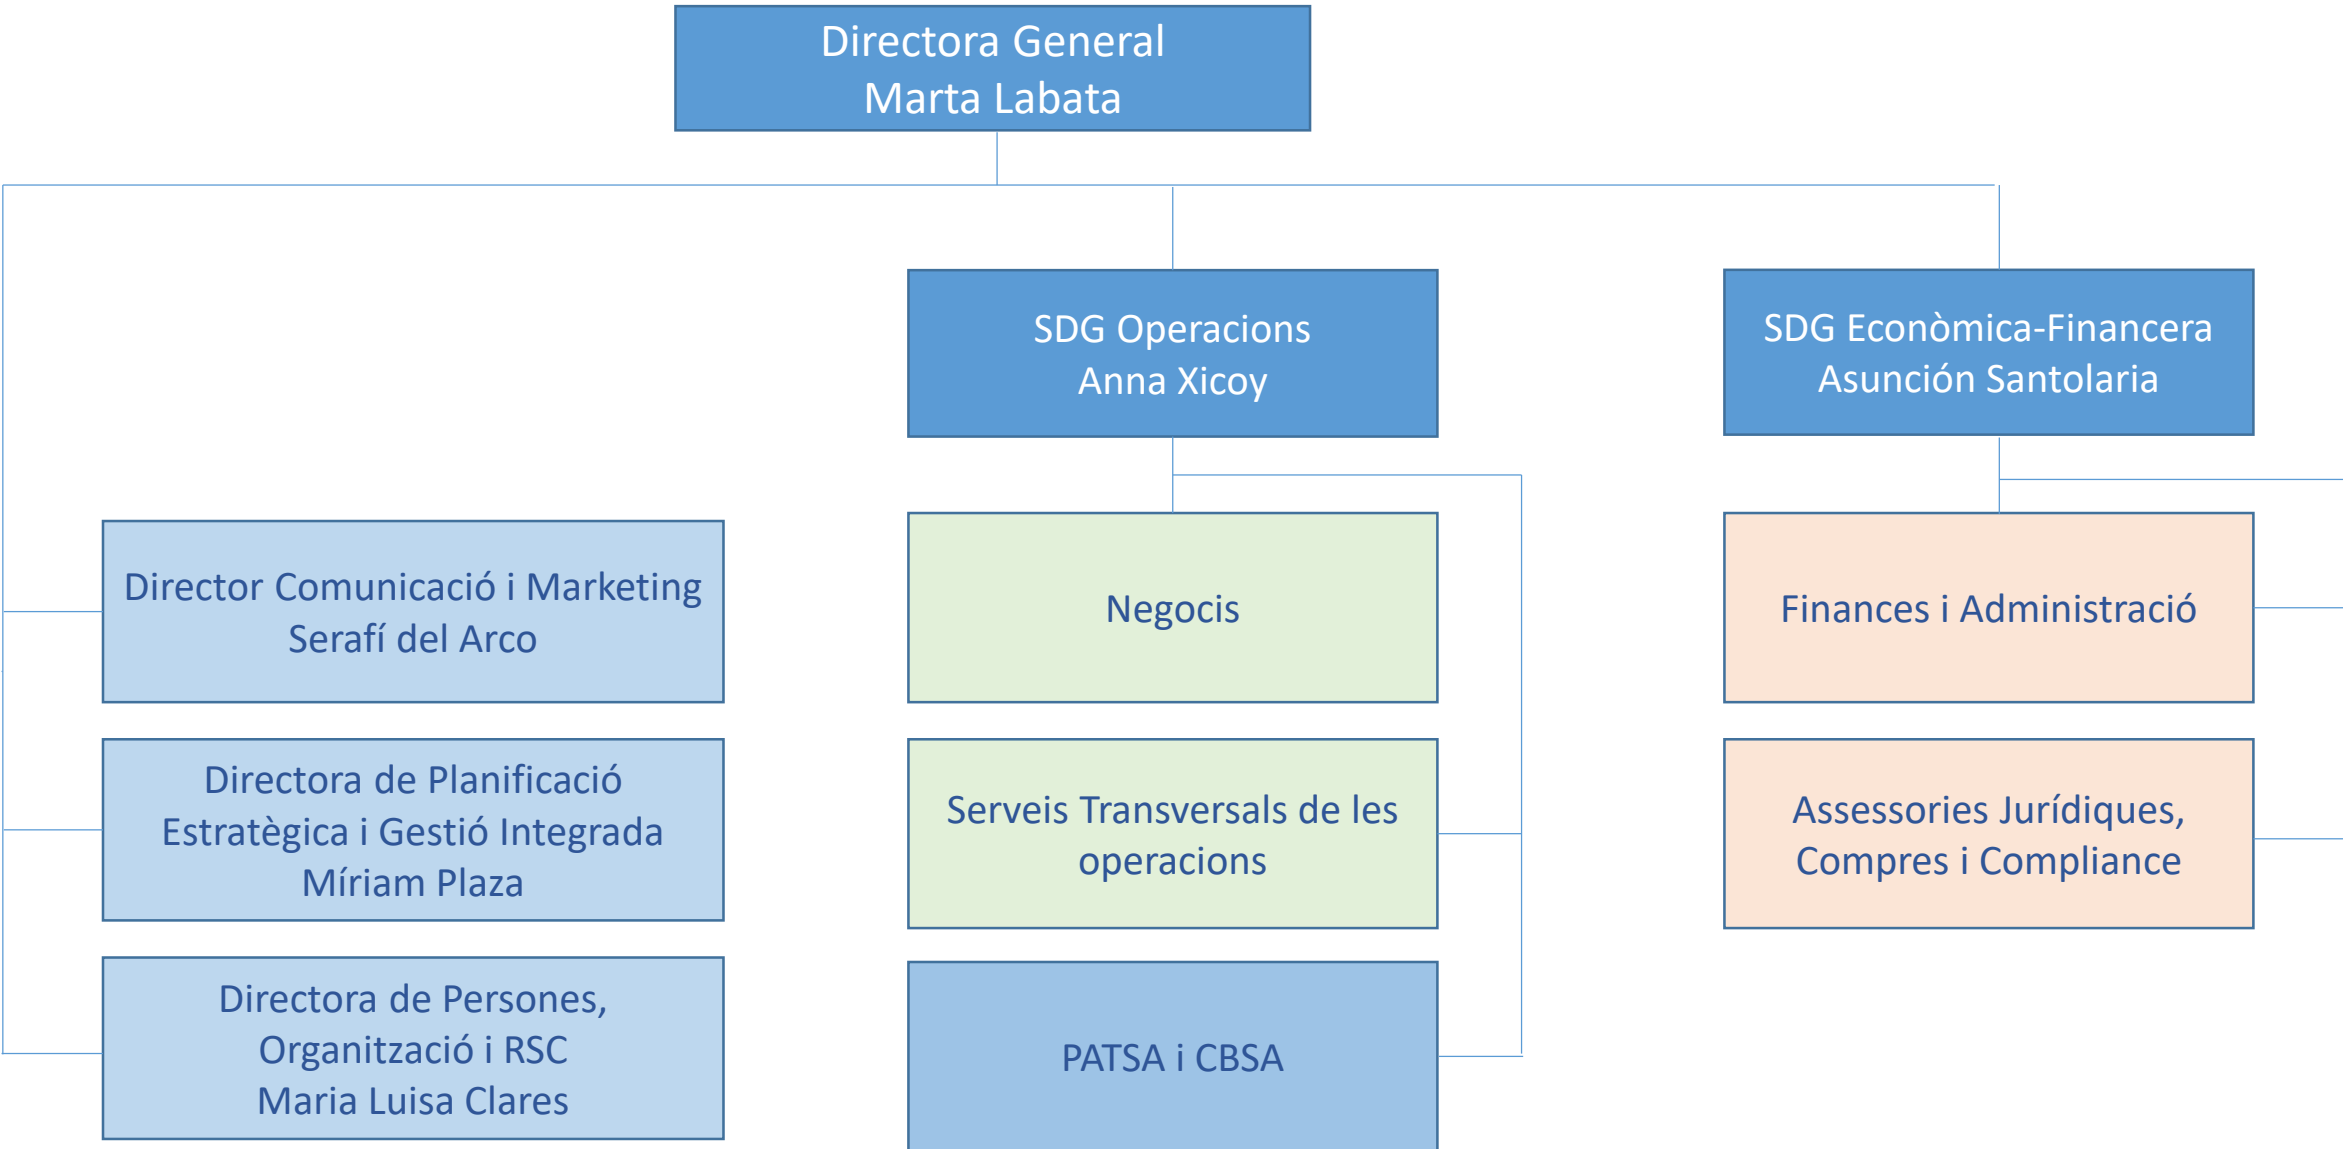 Directora General
Marta Labata
SDG Operacions
Anna Xicoy
SDG Econòmica-Financera
Asunción Santolaria
Director Comunicació i Marketing
Serafí del Arco
Negocis
Finances i Administració
Directora de Planificació
Estratègica i Gestió Integrada
Míriam Plaza
Serveis Transversals de les
operacions
Assessories Jurídiques,
Compres i Compliance
Directora de Persones,
Organització i RSC
Maria Luisa Clares
PATSA i CBSA